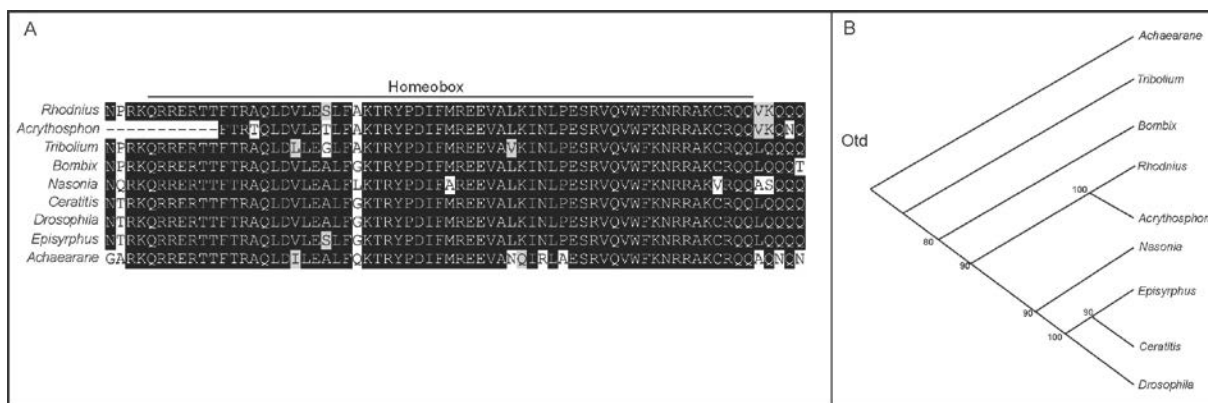 A
Homeobox
Rhodnius NPRKQRRERTTFTRAQLDVLESLFAKTRYPDIFMREEVALKINLPESRVQVWFKNRRAKCRQQVKQQQ
Acrythosphon -----------FTRTQLDVLETLFAKTRYPDIFMREEVALKINLPESRVQVWFKNRRAKCRQQVKQNQ
Tribolium NPRKQRRERTTFTRAQLDLLEGLFAKTRYPDIFMREEVAVKINLPESRVQVWFKNRRAKCRQQLQQQQ
Bombix NPRKQRRERTTFTRAQLDVLEALFGKTRYPDIFMREEVALKINLPESRVQVWFKNRRAKCRQQLQQQT
Nasonia NQRKQRRERTTFTRAQLDVLEALFLKTRYPDIFAREEVALKINLPESRVQVWFKNRRAKVRQQASQQQ
Ceratitis NTRKQRRERTTFTRAQLDVLEALFGKTRYPDIFMREEVALKINLPESRVQVWFKNRRAKCRQQLQQQQ
Drosophila NTRKQRRERTTFTRAQLDVLEALFGKTRYPDIFMREEVALKINLPESRVQVWFKNRRAKCRQQLQQQQ
Episyrphus NTRKQRRERTTFTRAQLDVLESLFGKTRYPDIFMREEVALKINLPESRVQVWFKNRRAKCRQQLQQQQ
Achaearane GARKQRRERTTFTRAQLDILEALFQKTRYPDIFMREEVANQIRLAESRVQVWFKNRRAKCRQQAQNQN
B
Otd
Achaearane
Tribolium
Bombix
Rhodnius
100
Acrythosphon
80
Nasonia
90
Episyrphus
90
90
100
Ceratitis
Drosophila